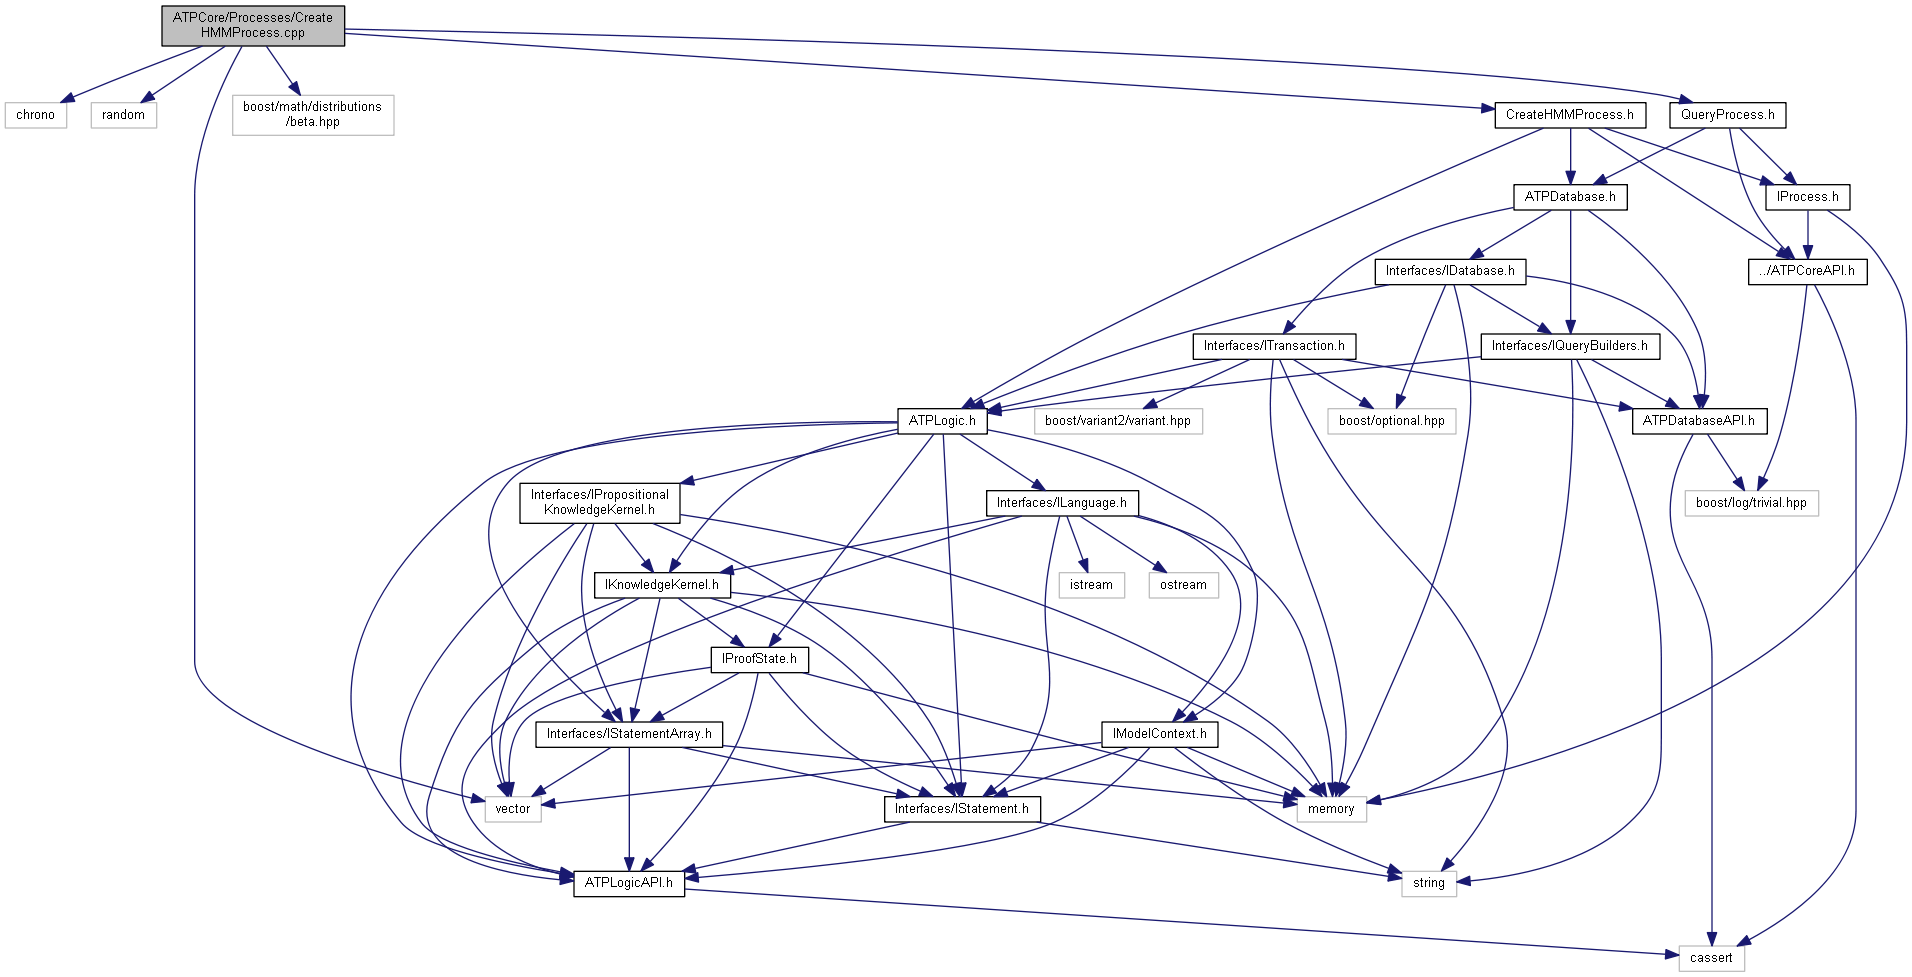 ATPCore/Processes/Create
HMMProcess.cpp
chrono
random
boost/math/distributions
/beta.hpp
CreateHMMProcess.h
QueryProcess.h
ATPDatabase.h
IProcess.h
Interfaces/IDatabase.h
../ATPCoreAPI.h
Interfaces/ITransaction.h
Interfaces/IQueryBuilders.h
ATPLogic.h
boost/variant2/variant.hpp
boost/optional.hpp
ATPDatabaseAPI.h
Interfaces/IPropositional
KnowledgeKernel.h
Interfaces/ILanguage.h
boost/log/trivial.hpp
IKnowledgeKernel.h
istream
ostream
IProofState.h
Interfaces/IStatementArray.h
IModelContext.h
vector
Interfaces/IStatement.h
memory
ATPLogicAPI.h
string
cassert